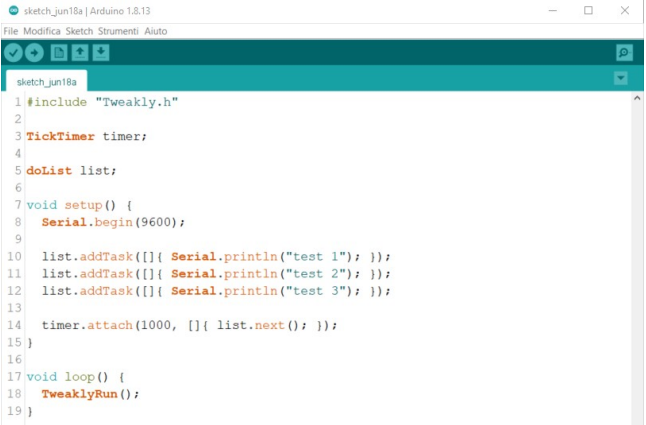 sketch_jun18a | Arduino 1.8.13
File Modifica Sketch Strumenti Aiuto
sketch_jun18a
1 #include "Tweakly.h"
2
3 TickTimer timer;
4
5 doList list;
6
7 void setup() {
8   Serial.begin(9600);
9
10   list.addTask([]{ Serial.println("test 1"); });
11   list.addTask([]{ Serial.println("test 2"); });
12   list.addTask([]{ Serial.println("test 3"); });
13
14   timer.attach(1000, []{ list.next(); });
15 }
16
17 void loop() {
18   TweaklyRun();
19 }